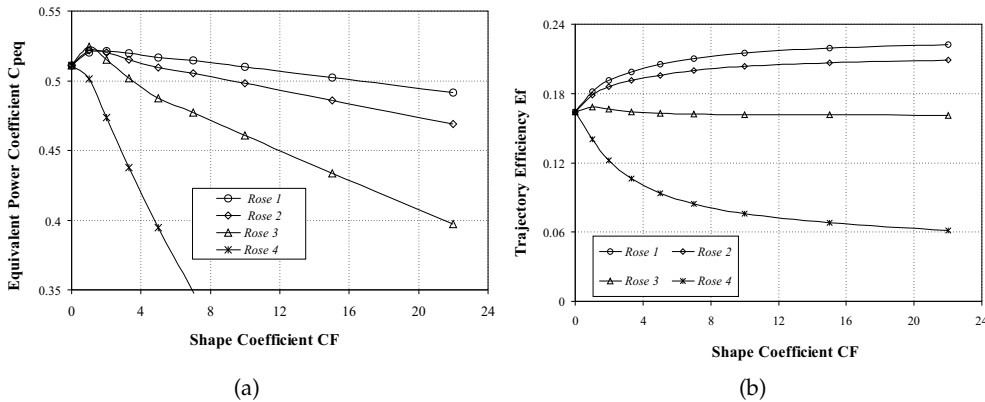 0.55
0.5
0.45
0.4
0.35
Equivalent Power Coefficient Cpeq
Rose 1
Rose 2
Rose 3
Rose 4
0 4 8 12 16 20 24
Shape Coefficient CF
(a)
0.24
0.18
0.12
0.06
0
Trajectory Efficiency Ef
Rose 1 Rose 2
Rose 3 Rose 4
0 4 8 12 16 20 24
Shape Coefficient CF
(b)